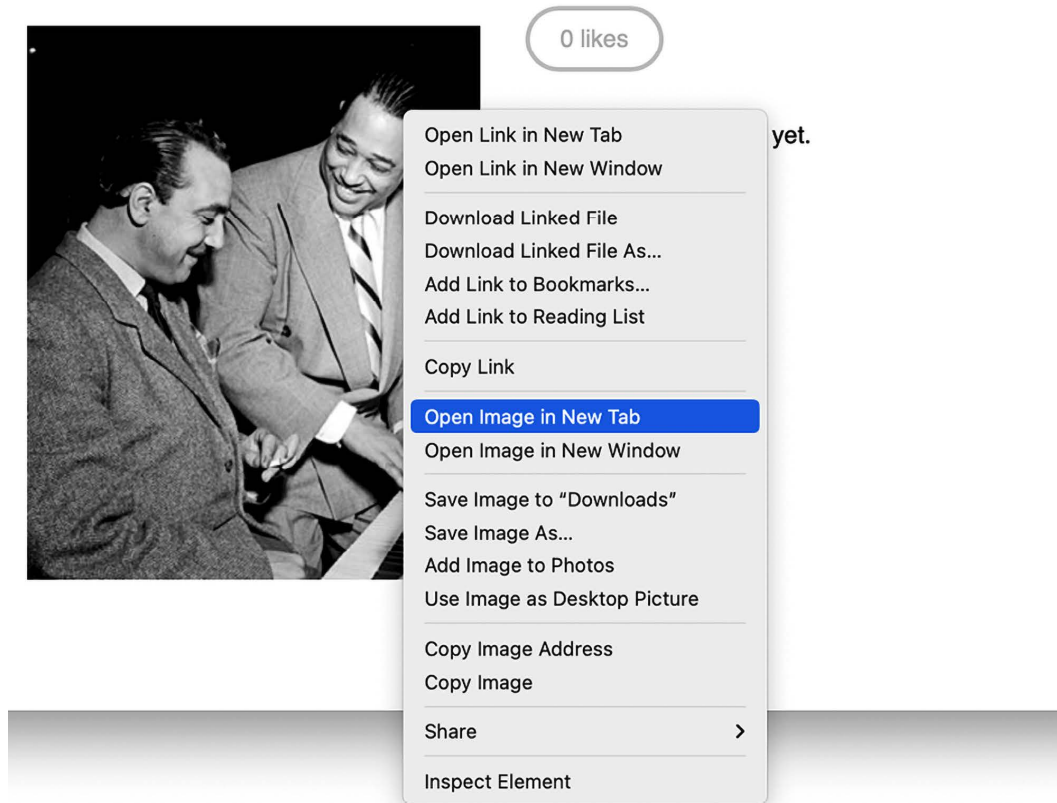 0 likes
yet.
Open Link in New Tab
Open Link in New Window
Download Linked File
Download Linked File As...
Add Link to Bookmarks...
Add Link to Reading List
Copy Link
Open Image in New Tab
Open Image in New Window
Save Image to “Downloads”
Save Image As...
Add Image to Photos
Use Image as Desktop Picture
Copy Image Address
Copy Image
Share
Inspect Element